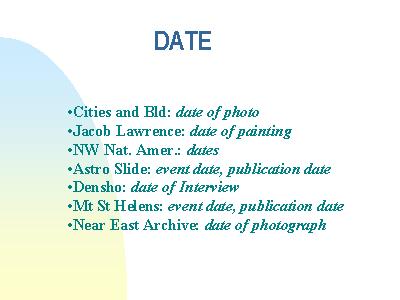 DATE
•Cities and Bld: date of photo
•Jacob Lawrence: date of painting
•NW Nat. Amer.: dates
•Astro Slide: event date, publication date
•Densho: date of Interview
•Mt St Helens: event date, publication date
•Near East Archive: date of photograph